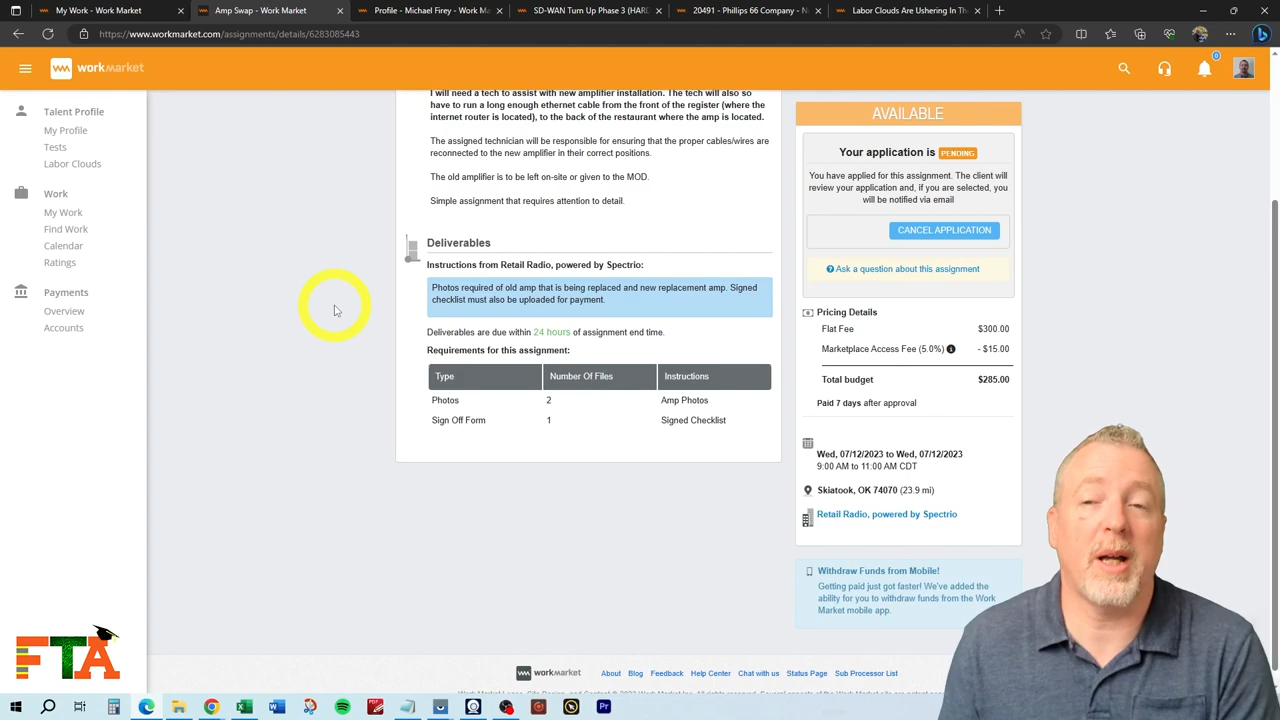 My Work - Work Market
Amp Swap - Work Market
Profile - Michael Firey - Work M
SD-WAN Turn Up Phase 3 (HARD
20491 - Phillips 66 Company - N
Labor Clouds Are Ushering In Th
https://www.workmarket.com/assignments/details/6283085443
workmarket
0
Talent Profile
My Profile
Tests
Labor Clouds
Work
My Work
Find Work
Calendar
Ratings
Payments
Overview
Accounts
I will need a tech to assist with new amplifier installation. The tech will also so
have to run a long enough ethernet cable from the front of the register (where the
internet router is located), to the back of the restaurant where the amp is located.
The assigned technician will be responsible for ensuring that the proper cables/wires are
reconnected to the new amplifier in their correct positions.
The old amplifier is to be left on-site or given to the MOD.
Simple assignment that requires attention to detail.
Deliverables
Instructions from Retail Radio, powered by Spectrio:
Photos required of old amp that is being replaced and new replacement amp. Signed
checklist must also be uploaded for payment.
Deliverables are due within 24 hours of assignment end time.
Requirements for this assignment:
Type Number Of Files Instructions
Photos 2 Amp Photos
Sign Off Form 1 Signed Checklist
AVAILABLE
Your application is PENDING
You have applied for this assignment. The client will
review your application and, if you are selected, you
will be notified via email
CANCEL APPLICATION
Ask a question about this assignment
Pricing Details
Flat Fee $300.00
Marketplace Access Fee (5.0%) - $15.00
Total budget $285.00
Paid 7 days after approval
Wed, 07/12/2023 to Wed, 07/12/2023
9:00 AM to 11:00 AM CDT
Skiatook, OK 74070 (23.9 mi)
Retail Radio, powered by Spectrio
Withdraw Funds from Mobile!
Getting paid just got faster! We've added the
ability for you to withdraw funds from the Work
Market mobile app.
FTA
workmarket About Blog Feedback Help Center Chat with us Status Page Sub Processor List